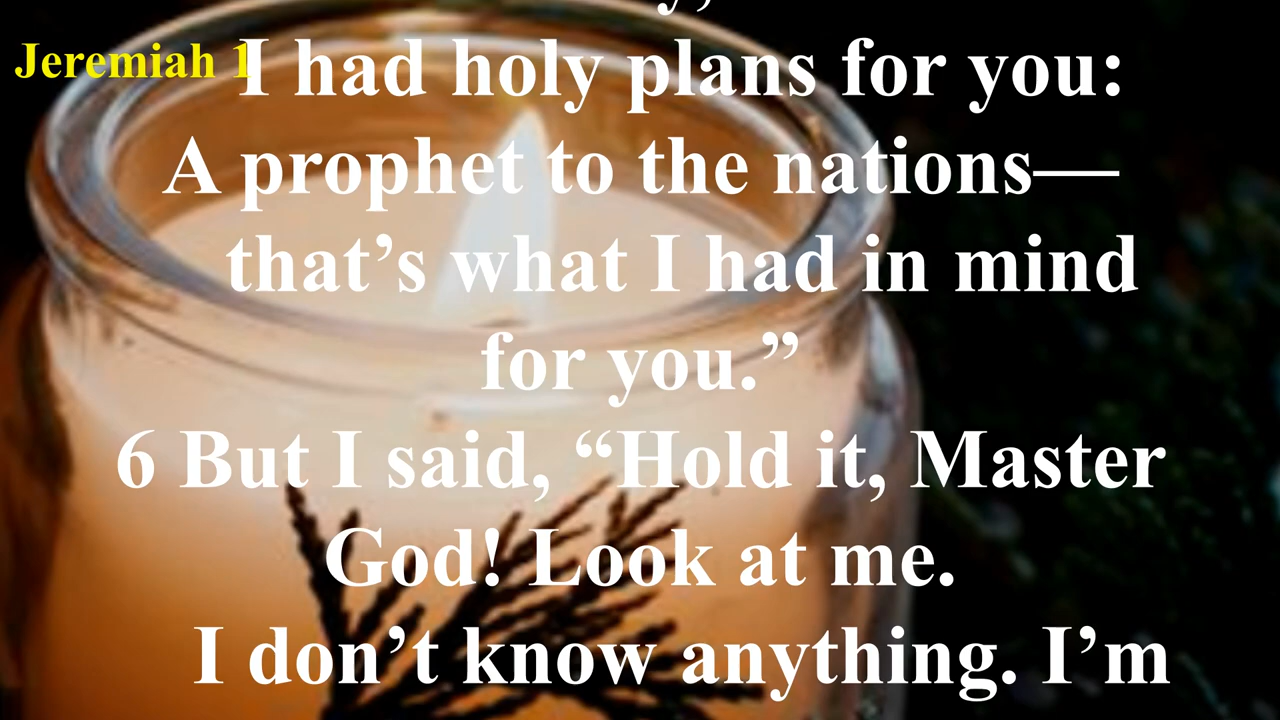 Jeremiah 1
I had holy plans for you:
A prophet to the nations—
that’s what I had in mind
for you.”
6 But I said, “Hold it, Master
God! Look at me.
I don’t know anything. I’m